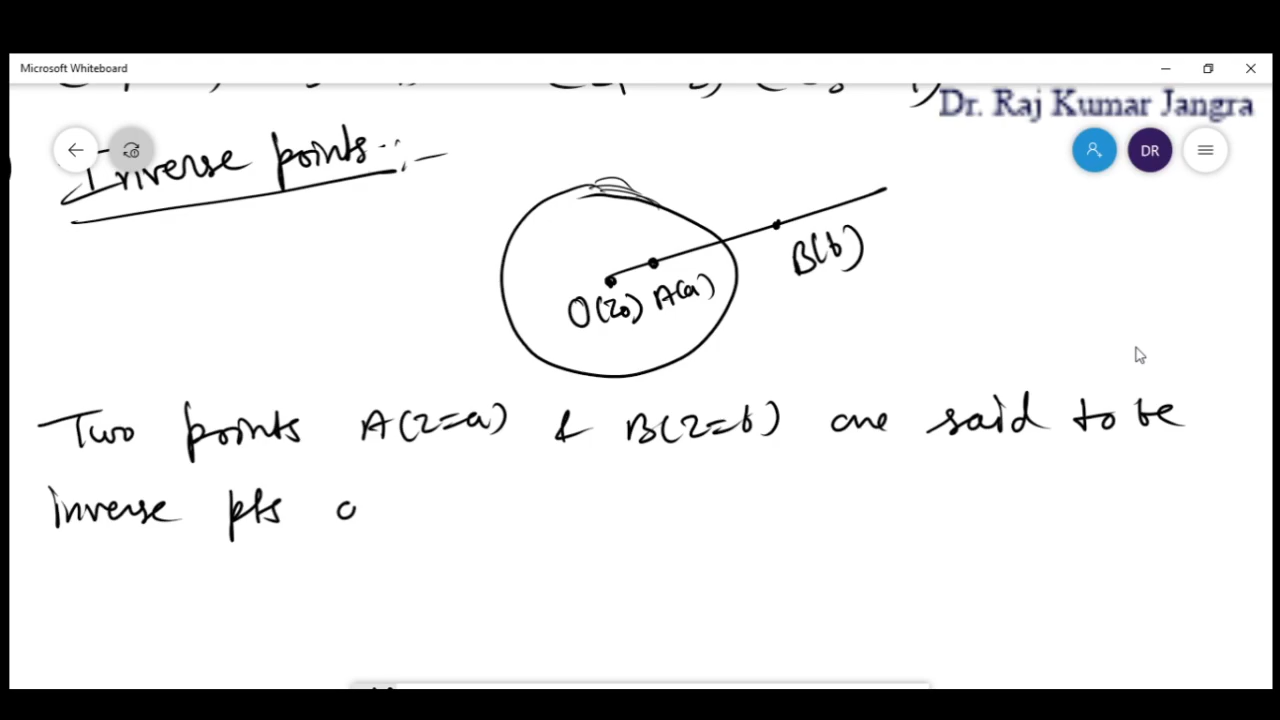 Microsoft Whiteboard
Dr. Raj Kumar Jangra
DR
Inverse points :-
O(z0) A(a) B(b)
Two points A(z=a) & B(z=b) are said to be
inverse pts o